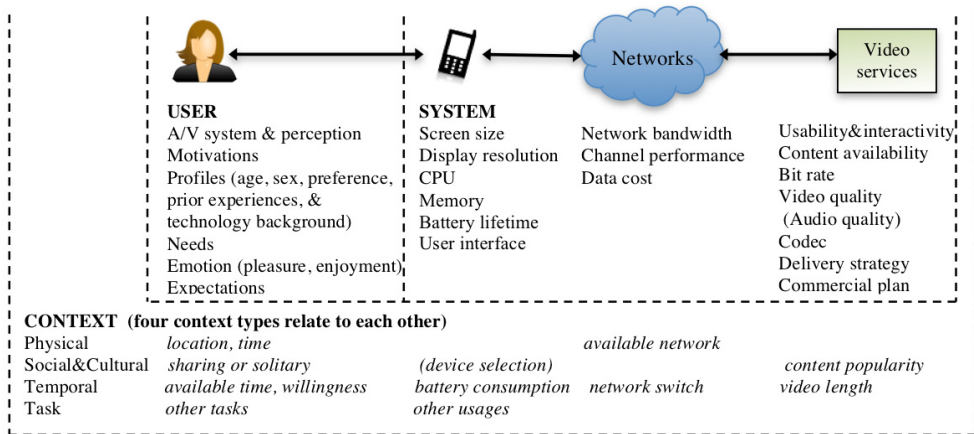 Networks
Video
services
USER
A/V system & perception
Motivations
Profiles (age, sex, preference,
prior experiences, &
technology background)
Needs
Emotion (pleasure, enjoyment)
Expectations
SYSTEM
Screen size
Display resolution
CPU
Memory
Battery lifetime
User interface
Network bandwidth
Channel performance
Data cost
Usability&interactivity
Content availability
Bit rate
Video quality
(Audio quality)
Codec
Delivery strategy
Commercial plan
CONTEXT (four context types relate to each other)
Physical location, time available network
Social&Cultural sharing or solitary (device selection) content popularity
Temporal available time, willingness battery consumption network switch video length
Task other tasks other usages